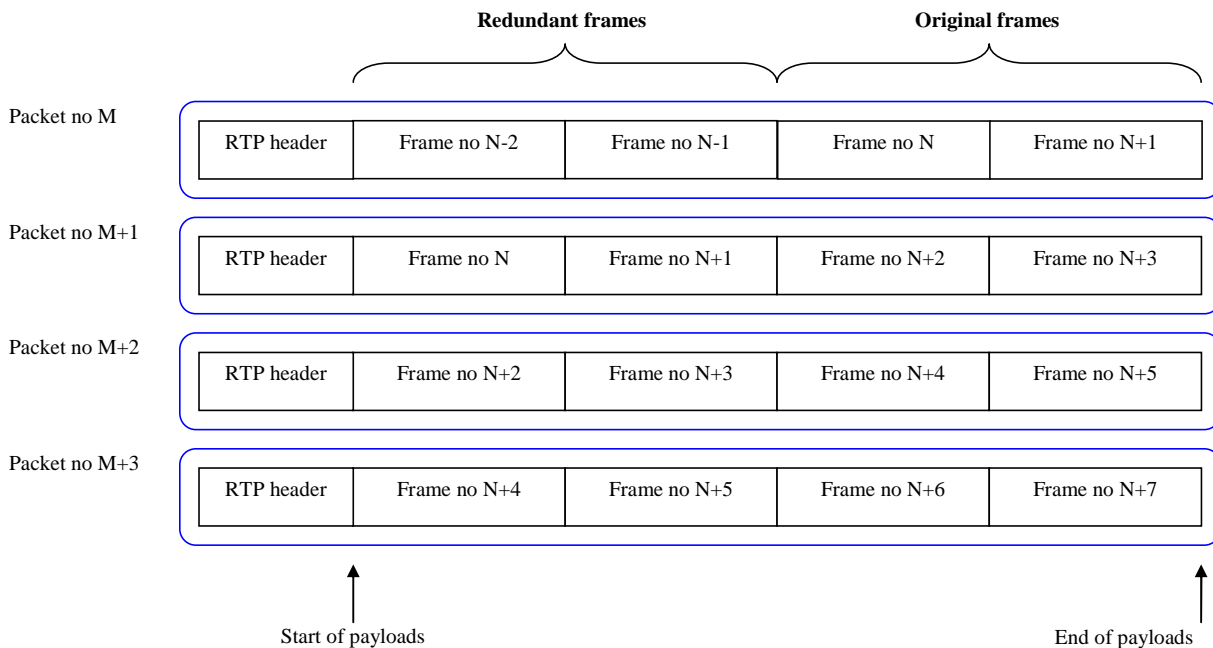 Redundant frames Original frames
Packet no M
RTP header Frame no N-2 Frame no N-1 Frame no N Frame no N+1
Packet no M+1
RTP header Frame no N Frame no N+1 Frame no N+2 Frame no N+3
Packet no M+2
RTP header Frame no N+2 Frame no N+3 Frame no N+4 Frame no N+5
Packet no M+3
RTP header Frame no N+4 Frame no N+5 Frame no N+6 Frame no N+7
Start of payloads End of payloads